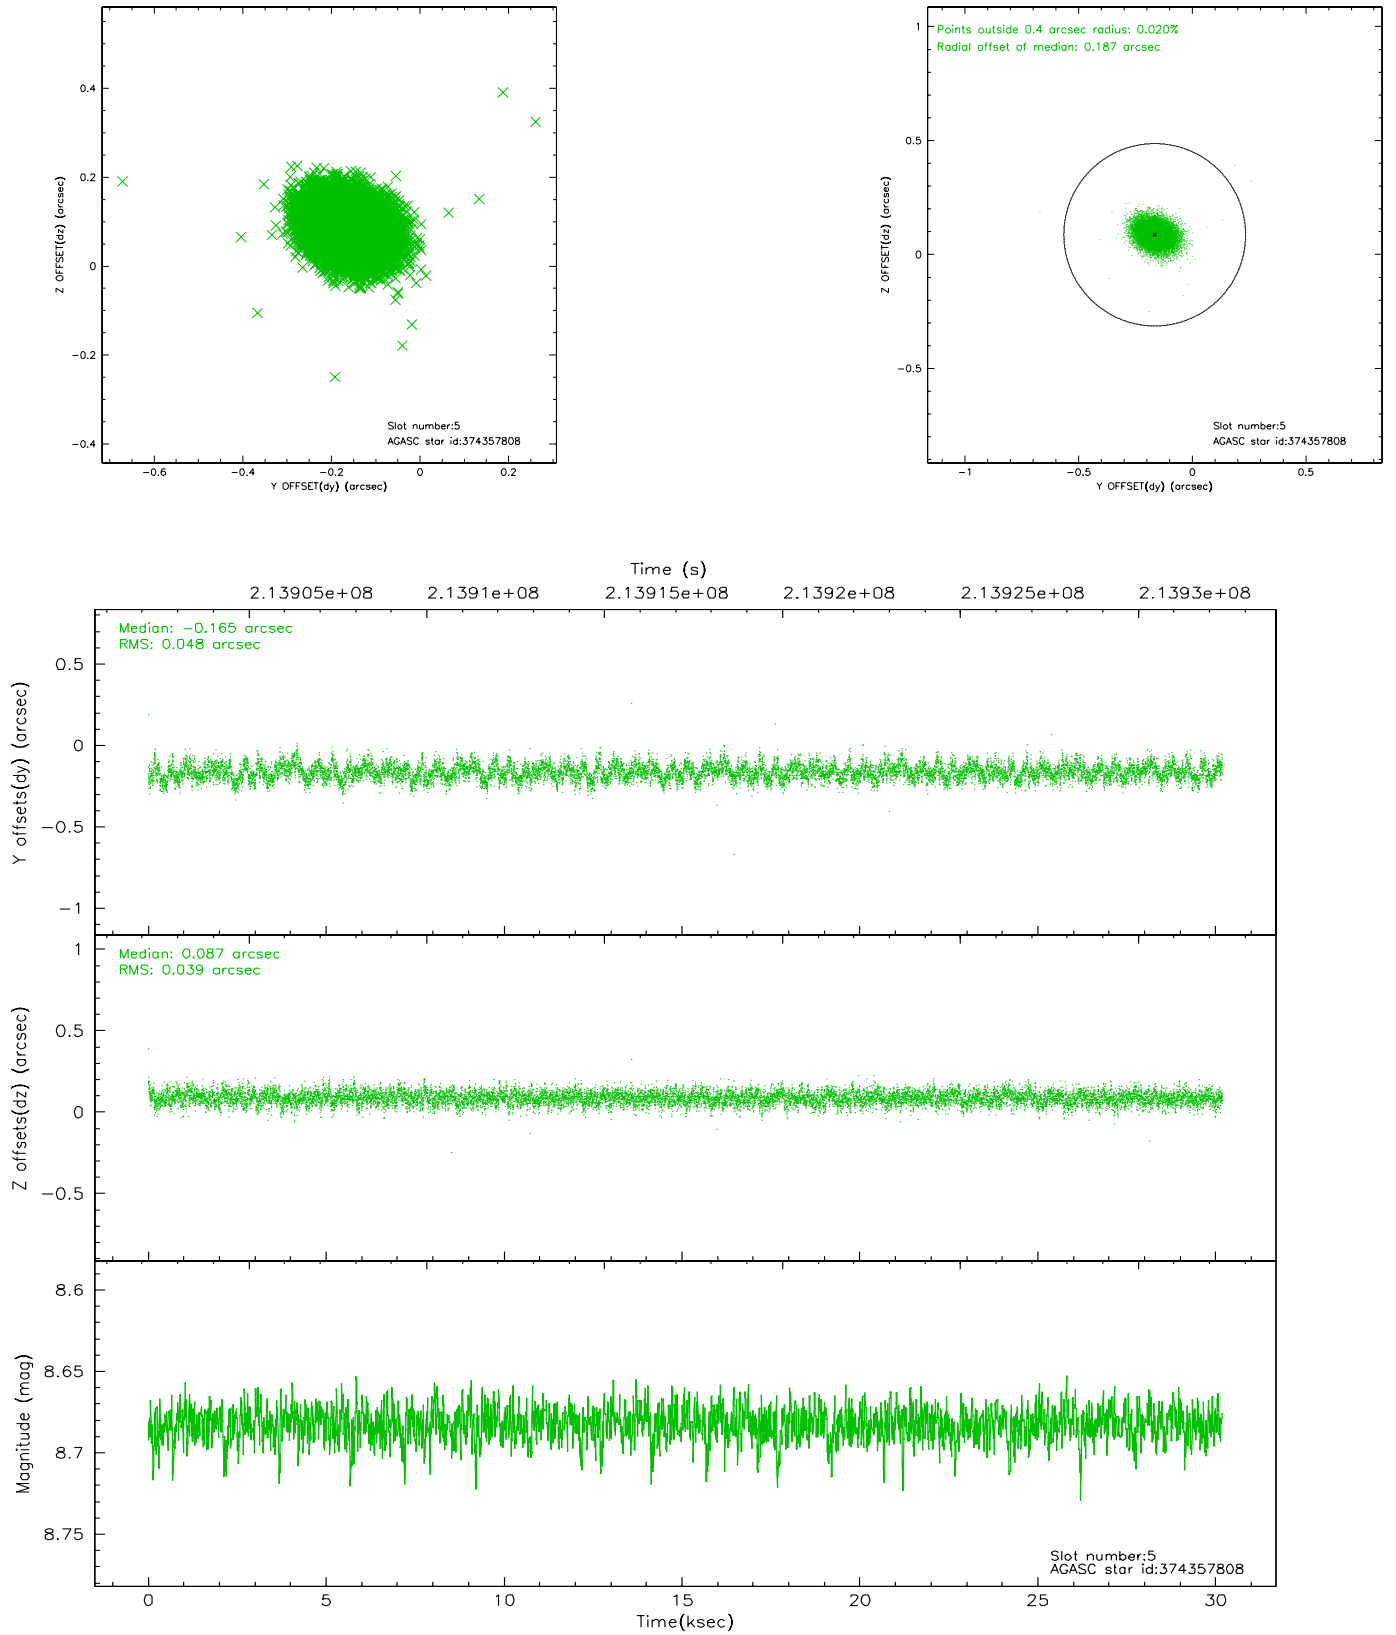 0.4
0.2
0
-0.2
-0.4
Z OFFSET(dz) (arcsec)
-0.6
-0.4
-0.2
0
0.2
Y OFFSET(dy) (arcsec)
Slot number:5
AGASC star id:374357808
Points outside 0.4 arcsec radius: 0.020%
Radial offset of median: 0.187 arcsec
1
0.5
0
-0.5
Z OFFSET(dz) (arcsec)
-1
-0.5
0
0.5
Y OFFSET(dy) (arcsec)
Slot number:5
AGASC star id:374357808
Time (s)
2.13905e+08
2.1391e+08
2.13915e+08
2.1392e+08
2.13925e+08
2.1393e+08
Median: -0.165 arcsec
RMS: 0.048 arcsec
0.5
0
-0.5
-1
Y offsets(dy) (arcsec)
Median: 0.087 arcsec
RMS: 0.039 arcsec
1
0.5
0
-0.5
Z offsets(dz) (arcsec)
8.6
8.65
8.7
8.75
Magnitude (mag)
Slot number:5
AGASC star id:374357808
0
5
10
15
20
25
30
Time(ksec)